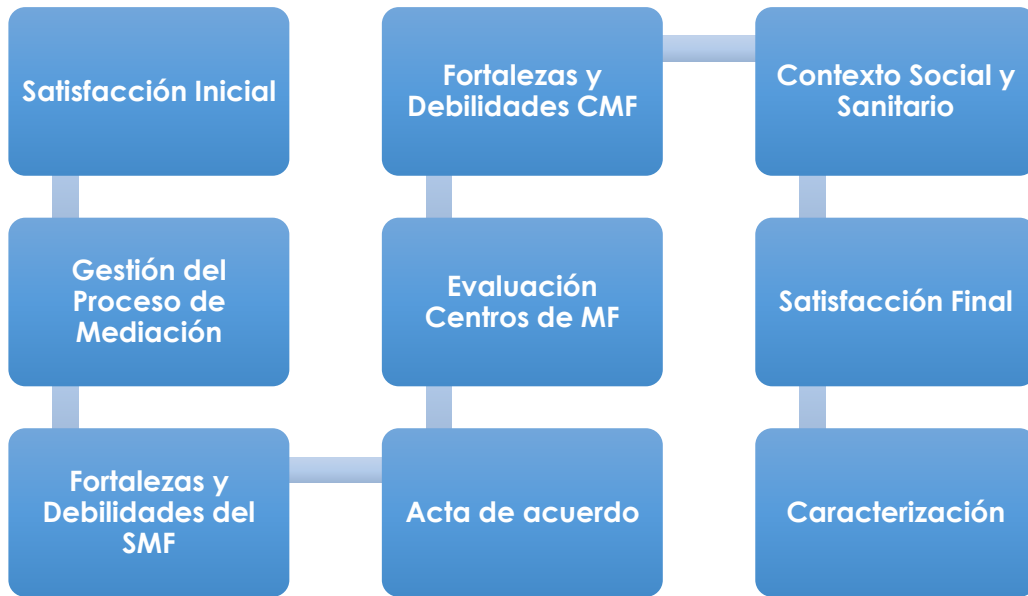 Satisfacción Inicial
Gestión del
Proceso de
Mediación
Fortalezas y
Debilidades del
SMF
Acta de acuerdo
Evaluación
Centros de MF
Fortalezas y
Debilidades CMF
Contexto Social y
Sanitario
Satisfacción Final
Caracterización